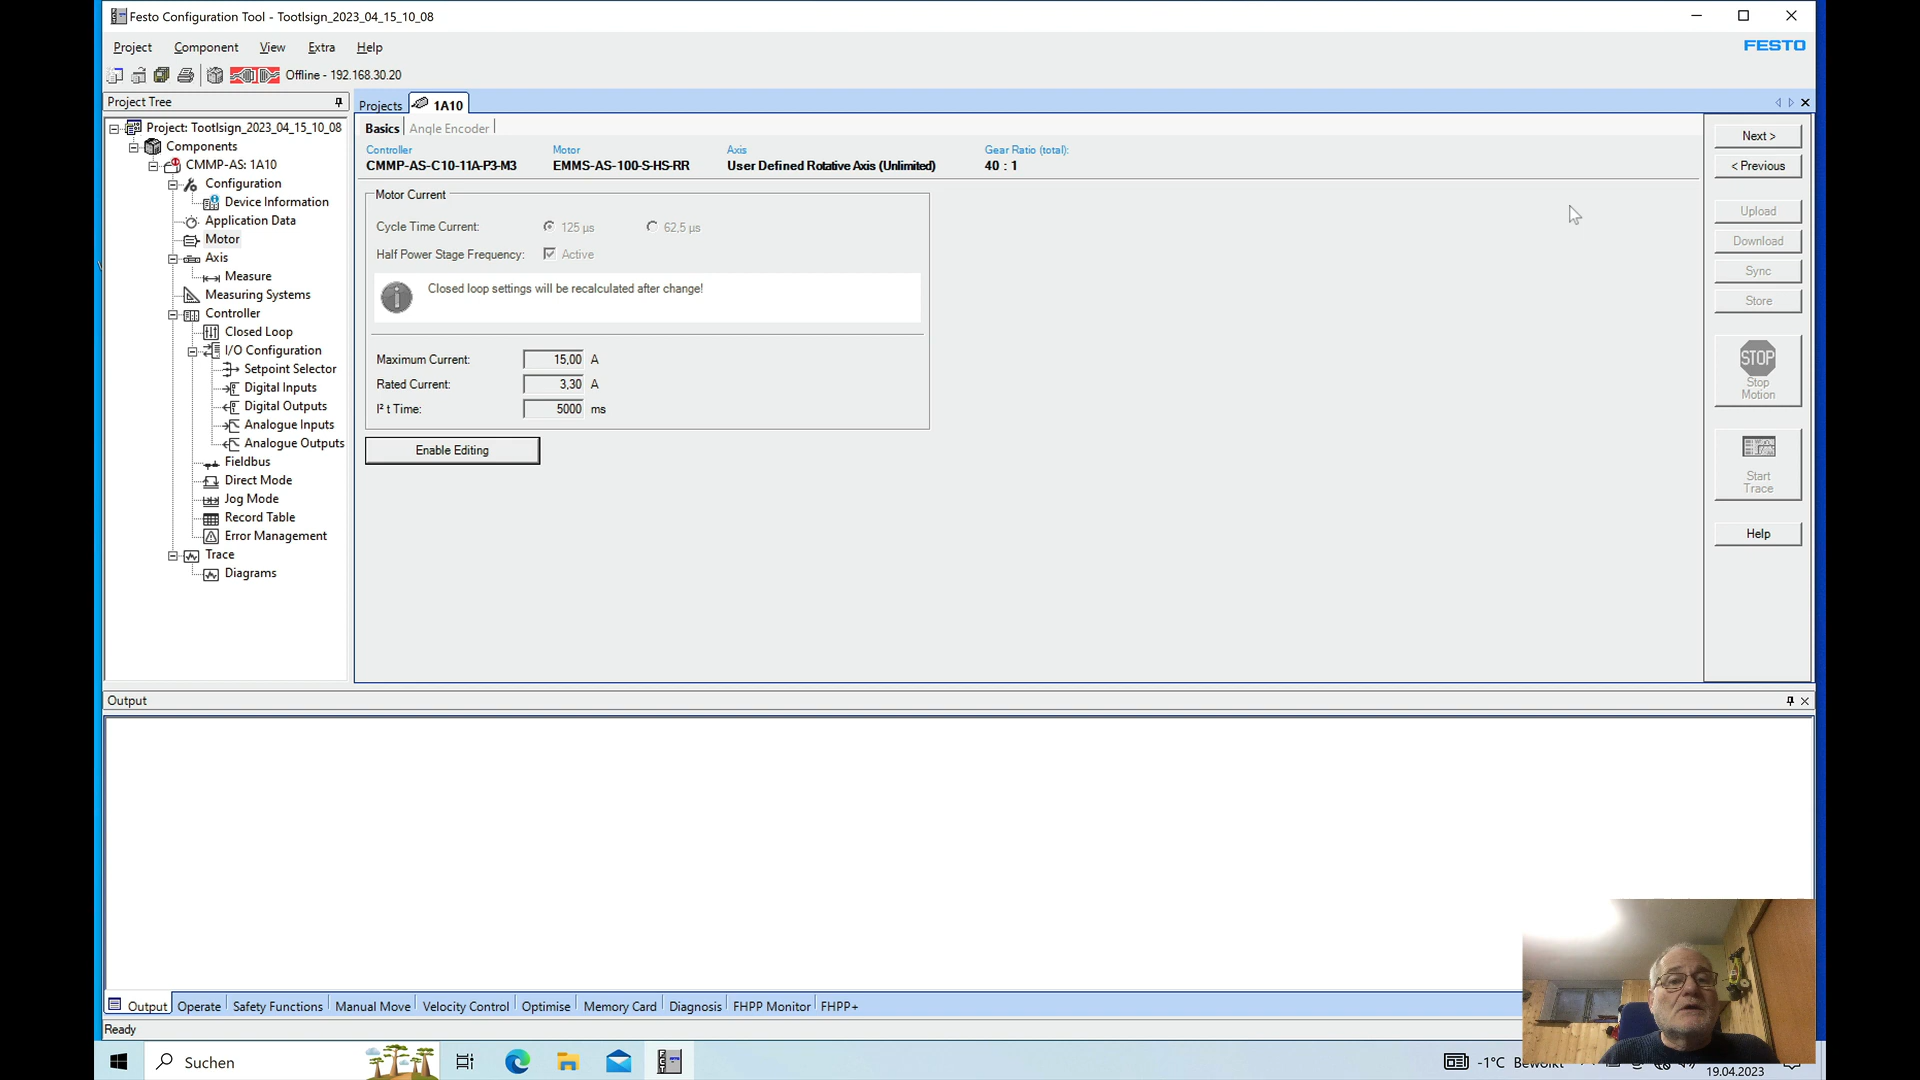 Festo Configuration Tool - Tootlsign_2023_04_15_10_08
Project Component View Extra Help
FESTO
Offline - 192.168.30.20
Project Tree
Projects 1A10
Project: Tootlsign_2023_04_15_10_08
Components
CMMP-AS: 1A10
Configuration
Device Information
Application Data
Motor
Axis
Measure
Measuring Systems
Controller
Closed Loop
I/O Configuration
Setpoint Selector
Digital Inputs
Digital Outputs
Analogue Inputs
Analogue Outputs
Fieldbus
Direct Mode
Jog Mode
Record Table
Error Management
Trace
Diagrams
Basics Angle Encoder
Controller Motor Axis Gear Ratio (total):
CMMP-AS-C10-11A-P3-M3 EMMS-AS-100-S-HS-RR User Defined Rotative Axis (Unlimited) 40 : 1
Motor Current
Cycle Time Current: 125 µs 62,5 µs
Half Power Stage Frequency: Active
Closed loop settings will be recalculated after change!
Maximum Current: 15,00 A
Rated Current: 3,30 A
I² t Time: 5000 ms
Enable Editing
Next >
< Previous
Upload
Download
Sync
Store
STOP
Stop
Motion
Start
Trace
Help
Output
Output Operate Safety Functions Manual Move Velocity Control Optimise Memory Card Diagnosis FHPP Monitor FHPP+
Ready
Suchen
-1°C
19.04.2023